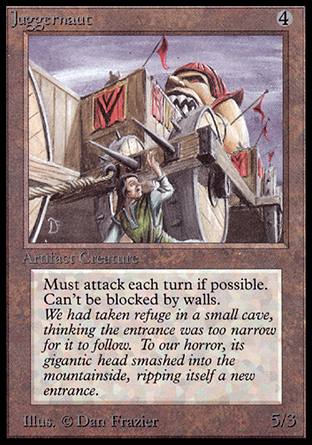 Juggernaut 4
Artifact Creature
Must attack each turn if possible.
Can't be blocked by walls.
We had taken refuge in a small cave,
thinking the entrance was too narrow
for it to follow. To our horror, its
gigantic head smashed into the
mountainside, ripping itself a new
entrance.
Illus. © Dan Frazier 5/3